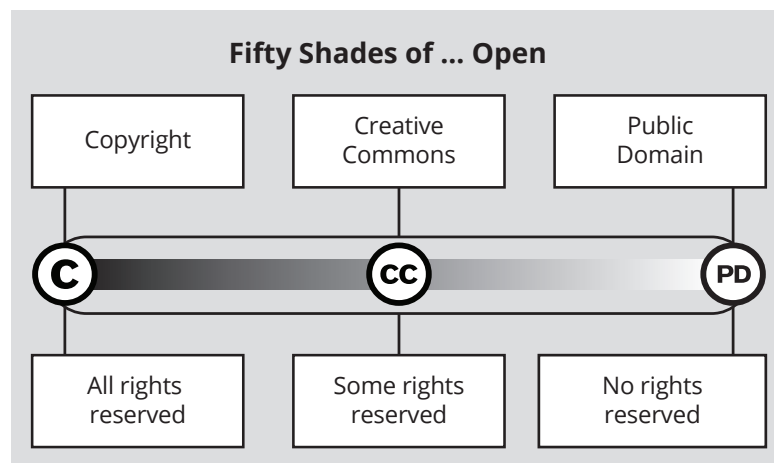 Fifty Shades of ... Open
Copyright
Creative
Commons
Public
Domain
C
CC
PD
All rights
reserved
Some rights
reserved
No rights
reserved